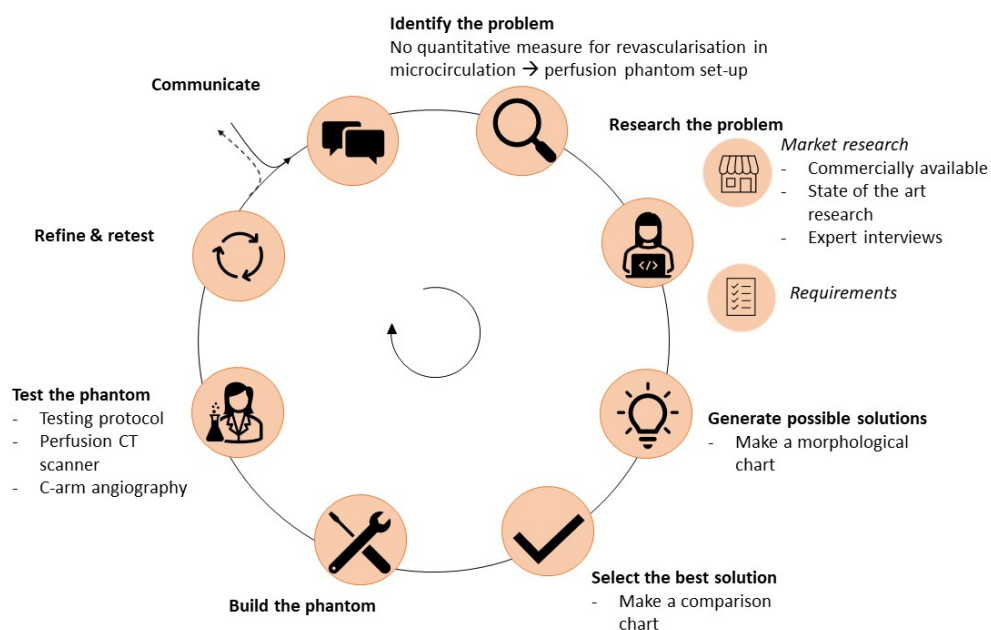 Identify the problem
No quantitative measure for revascularisation in
microcirculation → perfusion phantom set-up
Communicate
Research the problem
Market research
- Commercially available
- State of the art
research
- Expert interviews
</>
Requirements
Refine & retest
Test the phantom
- Testing protocol
- Perfusion CT
scanner
- C-arm angiography
Generate possible solutions
- Make a morphological
chart
Select the best solution
- Make a comparison
chart
Build the phantom